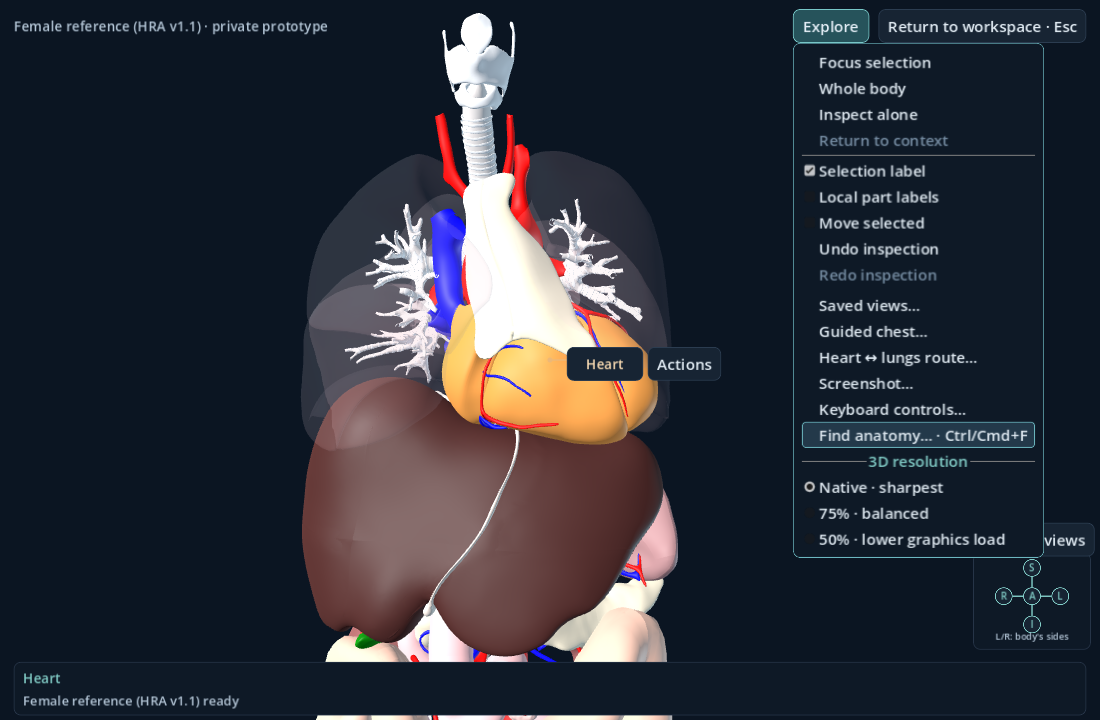 Female reference (HRA v1.1) · private prototype
Explore
Return to workspace · Esc
Focus selection
Whole body
Inspect alone
Return to context
Selection label
Local part labels
Move selected
Undo inspection
Redo inspection
Saved views...
Guided chest...
Heart ↔ lungs route...
Screenshot...
Keyboard controls...
Find anatomy... · Ctrl/Cmd+F
3D resolution
Native · sharpest
75% · balanced
50% · lower graphics load
Heart
Actions
views
S
R A L
I
L/R: body's sides
Heart
Female reference (HRA v1.1) ready